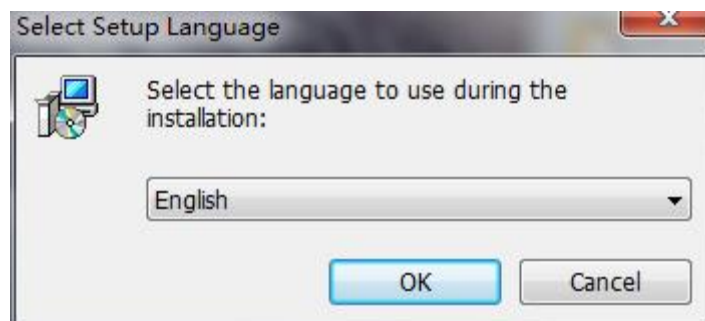 Select Setup Language
Select the language to use during the
installation:
English
OK
Cancel